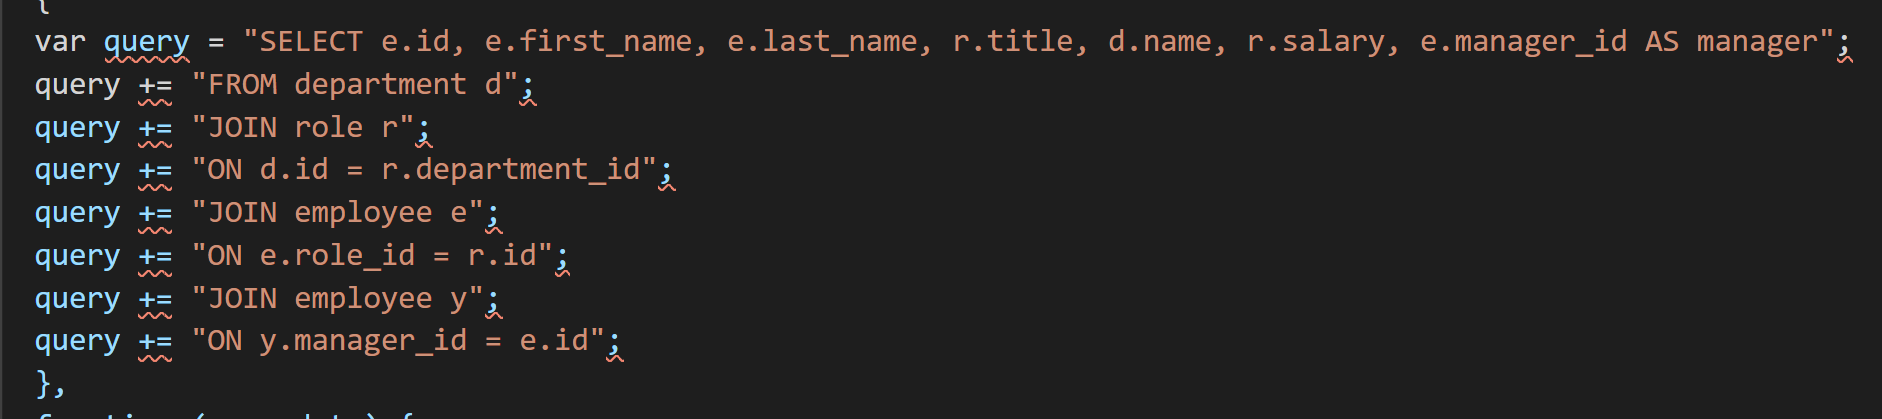 {
var query = "SELECT e.id, e.first_name, e.last_name, r.title, d.name, r.salary, e.manager_id AS manager";
query += "FROM department d";
query += "JOIN role r";
query += "ON d.id = r.department_id";
query += "JOIN employee e";
query += "ON e.role_id = r.id";
query += "JOIN employee y";
query += "ON y.manager_id = e.id";
},